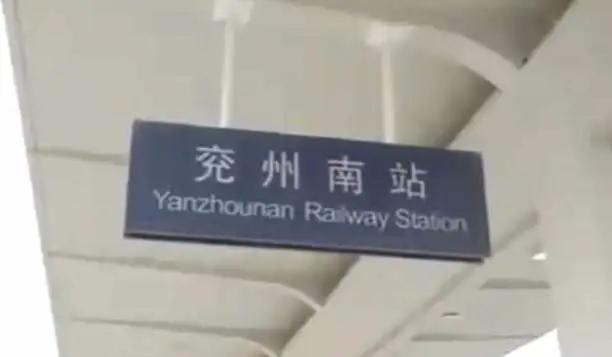 兖州南站
Yanzhounan Railway Station